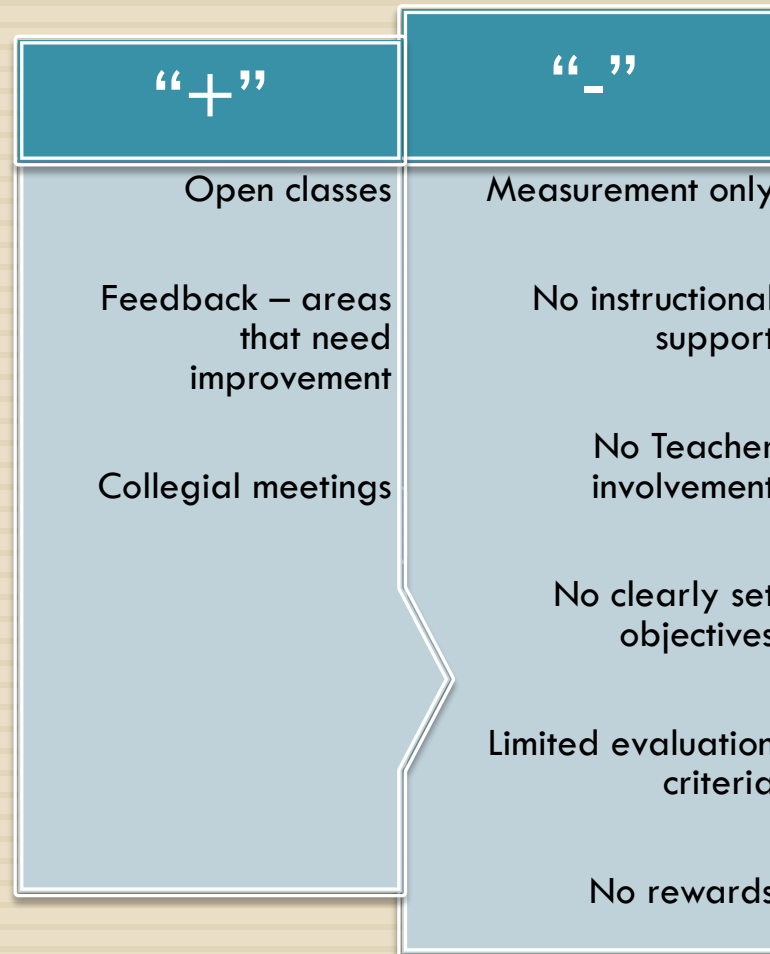 “+”
Open classes
Feedback – areas
that need
improvement
Collegial meetings
“-”
Measurement only
No instructional
support
No Teacher
involvement
No clearly set
objectives
Limited evaluation
criteria
No rewards